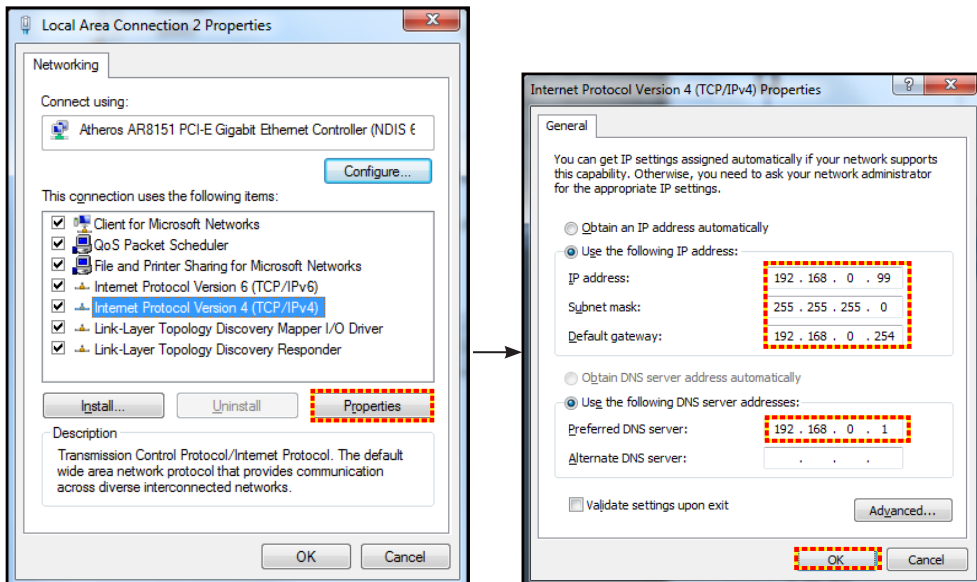 Local Area Connection 2 Properties
Networking
Connect using:
Atheros AR8151 PCI-E Gigabit Ethernet Controller (NDIS 6
Configure...
This connection uses the following items:
Client for Microsoft Networks
QoS Packet Scheduler
File and Printer Sharing for Microsoft Networks
Internet Protocol Version 6 (TCP/IPv6)
Internet Protocol Version 4 (TCP/IPv4)
Link-Layer Topology Discovery Mapper I/O Driver
Link-Layer Topology Discovery Responder
Install...
Uninstall
Properties
Description
Transmission Control Protocol/Internet Protocol. The default
wide area network protocol that provides communication
across diverse interconnected networks.
OK
Cancel
Internet Protocol Version 4 (TCP/IPv4) Properties
General
You can get IP settings assigned automatically if your network supports
this capability. Otherwise, you need to ask your network administrator
for the appropriate IP settings.
Obtain an IP address automatically
Use the following IP address:
IP address: 192 . 168 . 0 . 99
Subnet mask: 255 . 255 . 255 . 0
Default gateway: 192 . 168 . 0 . 254
Obtain DNS server address automatically
Use the following DNS server addresses:
Preferred DNS server: 192 . 168 . 0 . 1
Alternate DNS server: . . .
Validate settings upon exit
Advanced...
OK
Cancel